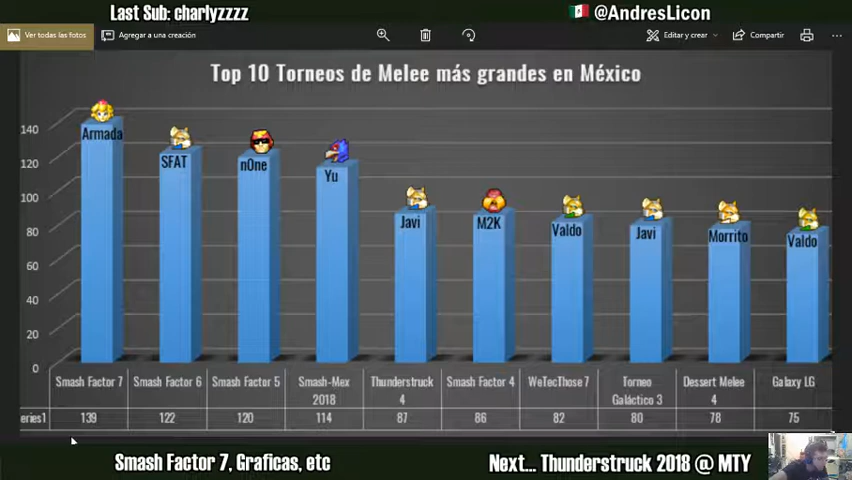 Last Sub: charlyzzzz
@AndresLicon
Ver todas las fotos
Agregar a una creación
Editar y crear
Compartir
Top 10 Torneos de Melee más grandes en México
140
120
100
80
60
40
20
0
Armada
SFAT
n0ne
Yu
Javi
M2K
Valdo
Javi
Morrito
Valdo
Smash Factor 7
Smash Factor 6
Smash Factor 5
Smash-Mex 2018
Thunderstruck 4
Smash Factor 4
WeTecThose 7
Torneo Galáctico 3
Dessert Melee 4
Galaxy LG
eries1 139 122 120 114 87 86 82 80 78 75
Smash Factor 7, Graficas, etc
Next... Thunderstruck 2018 @ MTY